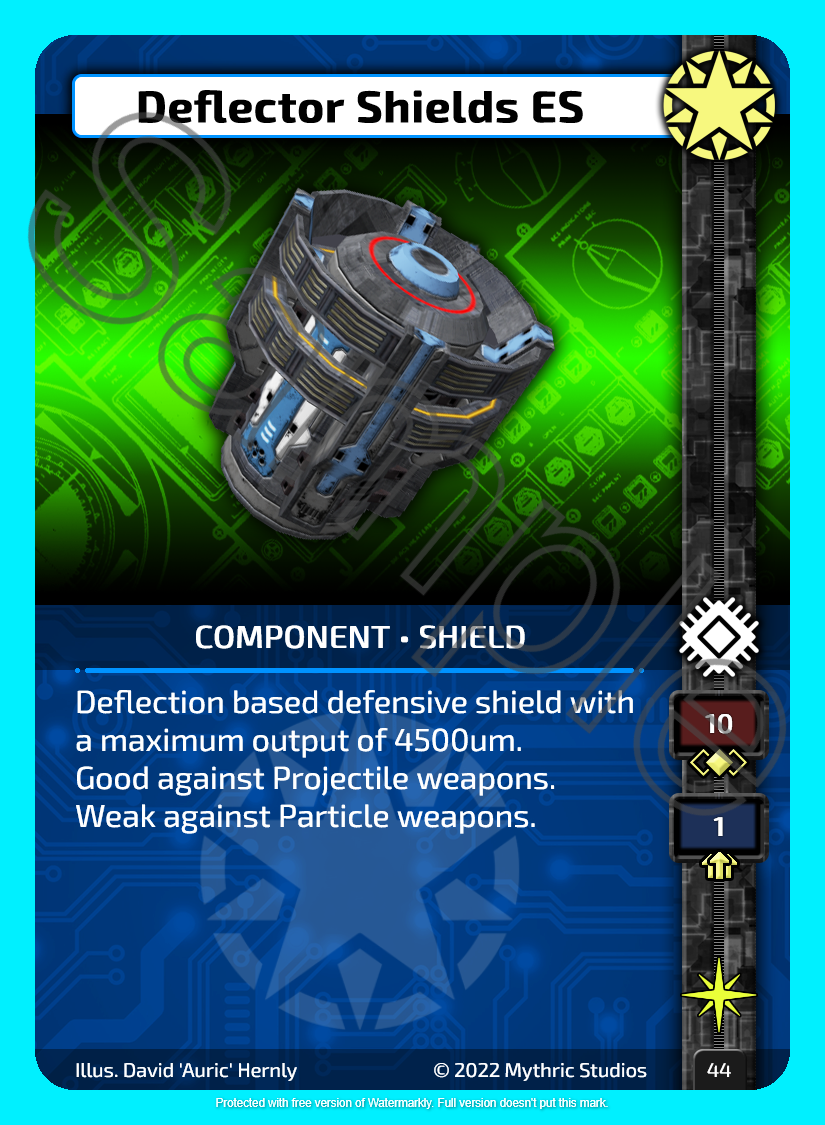 Deflector Shields ES
COMPONENT • SHIELD
Deflection based defensive shield with
a maximum output of 4500um.
Good against Projectile weapons.
Weak against Particle weapons.
10
1
Illus. David 'Auric' Hernly
© 2022 Mythric Studios
44
Sample
Protected with free version of Watermarkly. Full version doesn't put this mark.